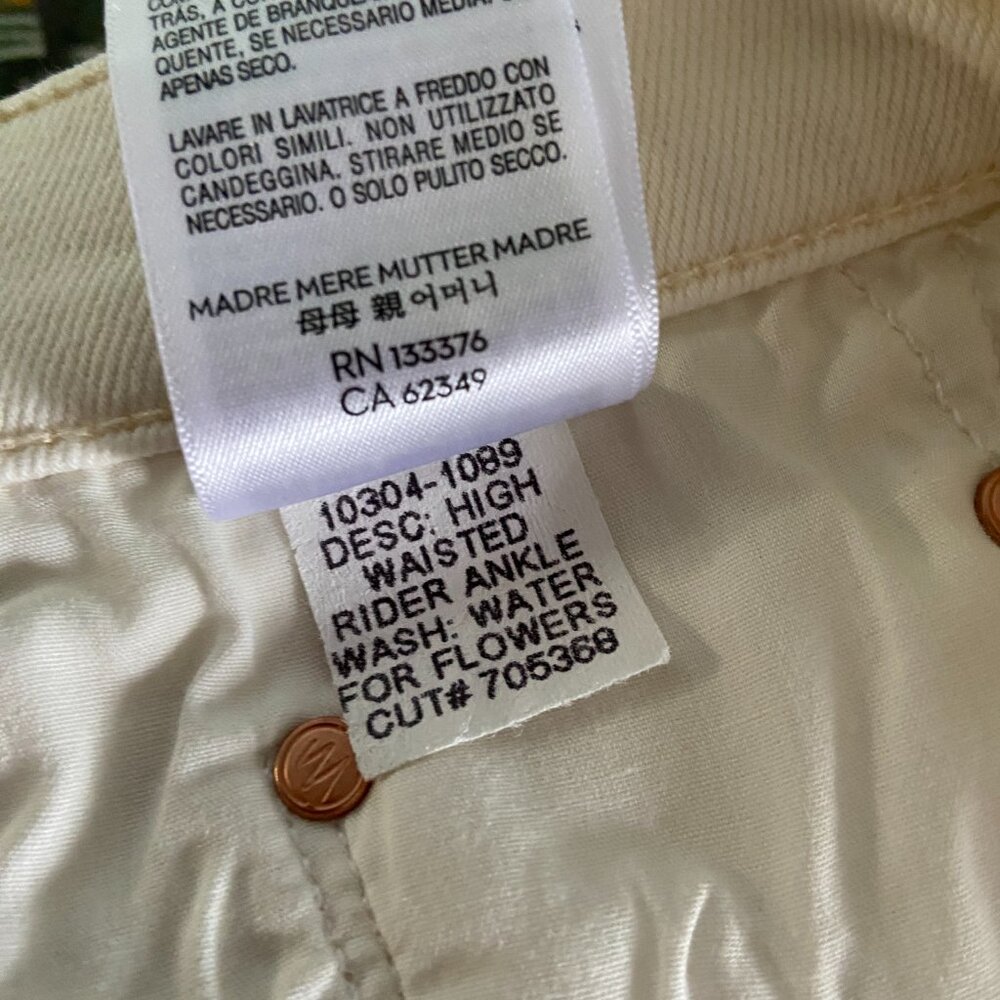 TRÁS, A
AGENTE DE
QUENTE, SE NECESSARIO MEDIA.
APENAS SECO.
LAVARE IN LAVATRICE A FREDDO CON
COLORI SIMILI. NON UTILIZZATO
CANDEGGINA. STIRARE MEDIO SE
NECESSARIO. O SOLO PULITO SECCO.
MADRE MERE MUTTER MADRE
母母 親 어머니
RN 133376
CA 62349
10304-1089
DESC: HIGH
WAISTED
RIDER ANKLE
WASH: WATER
FOR FLOWERS
CUT# 705368
M